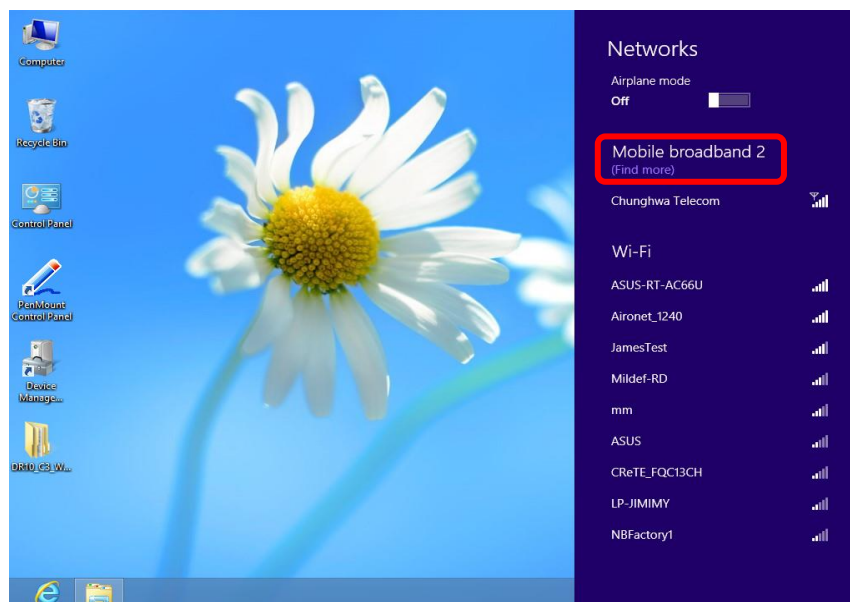 Computer
Recycle Bin
Control Panel
PenMount
Control Panel
Device
Manage...
DR10_C3_W...
Networks
Airplane mode
Off
Mobile broadband 2
(Find more)
Chunghwa Telecom
Wi-Fi
ASUS-RT-AC66U
Aironet_1240
JamesTest
Mildef-RD
mm
ASUS
CReTE_FQC13CH
LP-JIMIMY
NBFactory1